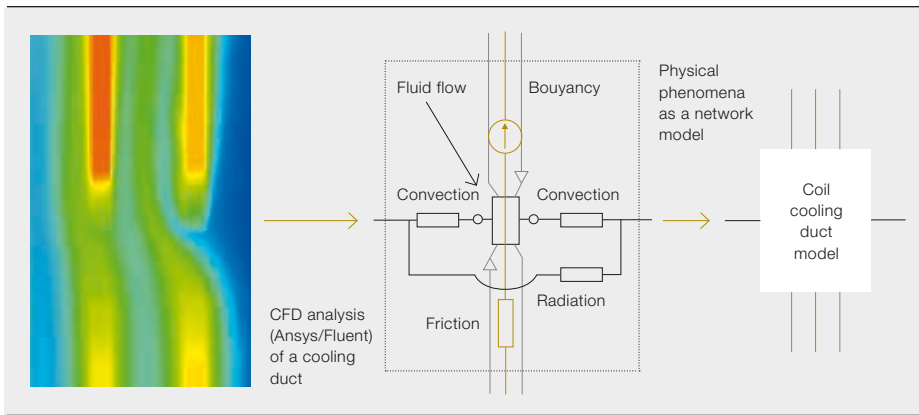 Fluid flow
Bouyancy
Physical
phenomena
as a network
model
Convection
Convection
Coil
cooling
duct
model
Radiation
Friction
CFD analysis
(Ansys/Fluent)
of a cooling
duct